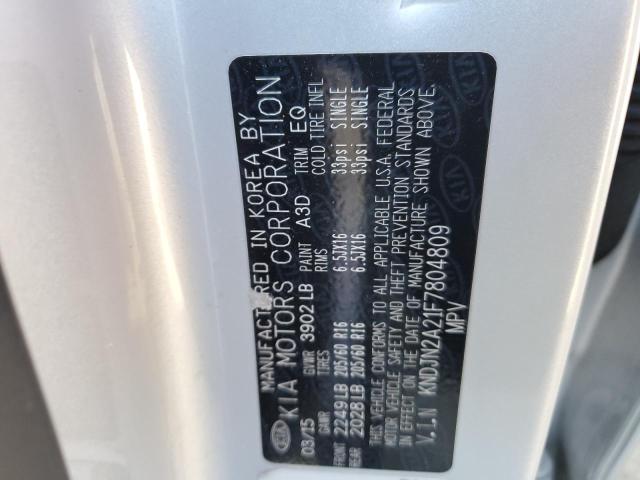 MANUFACTURED IN KOREA BY
KIA KIA MOTORS CORPORATION
03/15 GVWR 3902 LB PAINT A3D TRIM EQ
GAWR RIMS COLD TIRE INFL
FRONT 2249 LB 205/60 R16 6.5JX16 33psi SINGLE
REAR 2028 LB 205/60 R16 6.5JX16 33psi SINGLE
THIS VEHICLE CONFORMS TO ALL APPLICABLE U.S.A. FEDERAL
MOTOR VEHICLE SAFETY AND THEFT PREVENTION STANDARDS
IN EFFECT ON THE DATE OF MANUFACTURE SHOWN ABOVE.
V.I.N KNDJN2A21F7804809
MPV